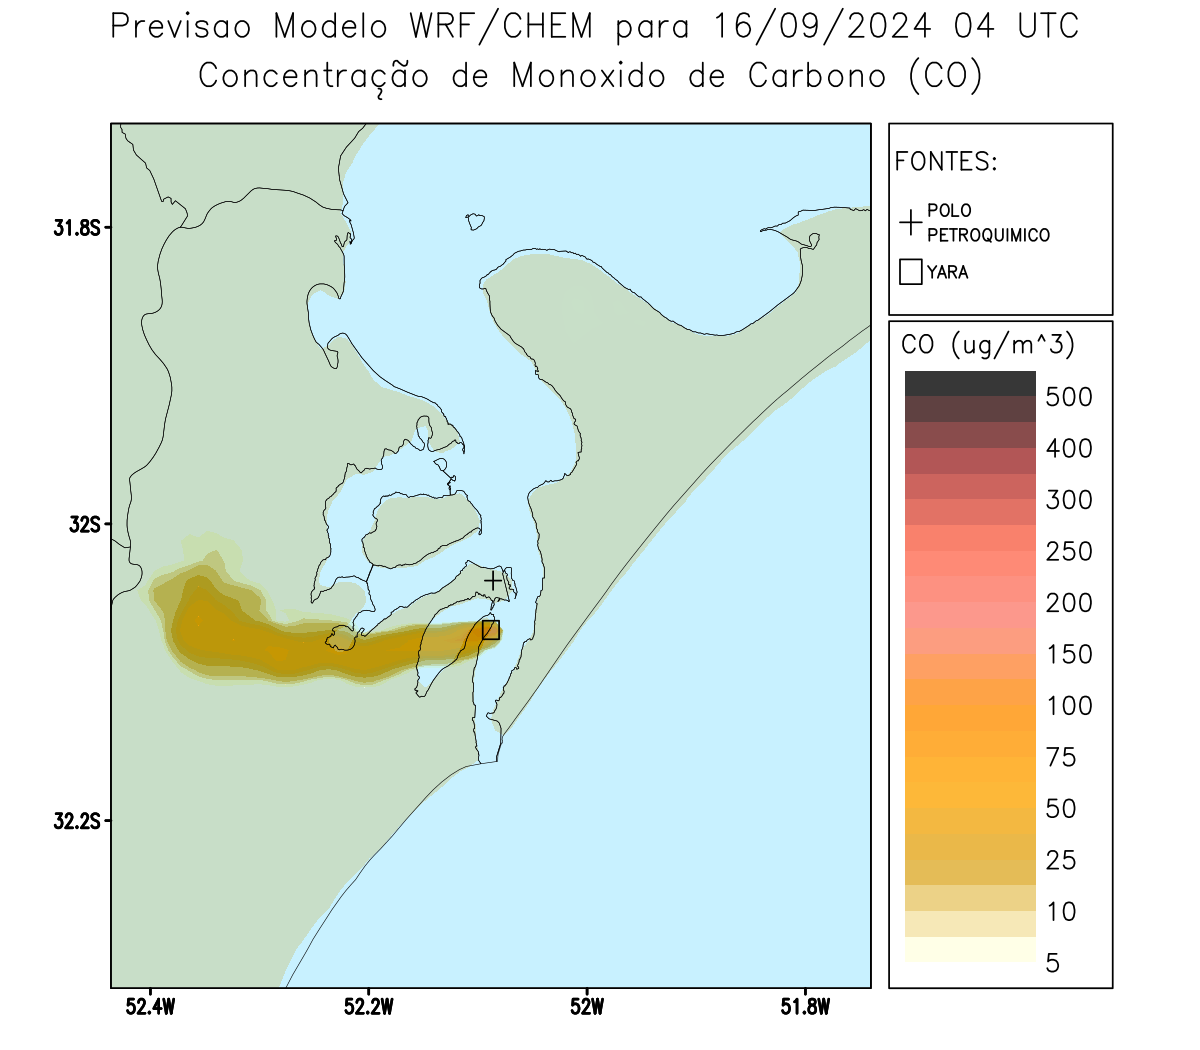 Previsao Modelo WRF/CHEM para 16/09/2024 04 UTC
Concentração de Monoxido de Carbono (CO)
FONTES:
POLO
PETROQUIMICO
YARA
CO (ug/m^3)
500
400
300
250
200
150
100
75
50
25
10
5
31.8S
32S
32.2S
52.4W
52.2W
52W
51.8W